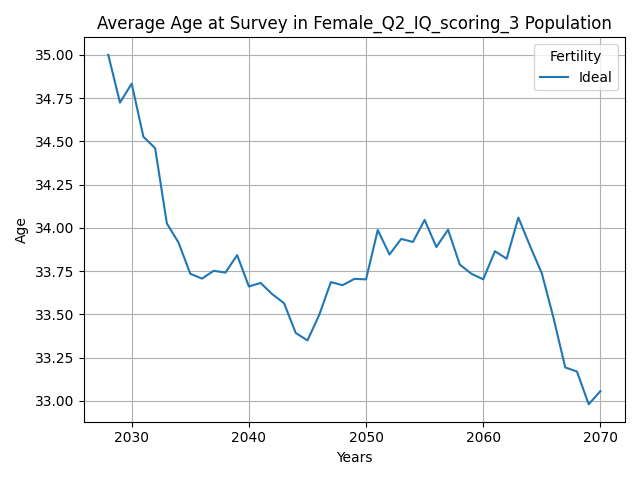 Average Age at Survey in Female_Q2_IQ_scoring_3 Population
Fertility
Ideal
35.00
34.75
34.50
34.25
34.00
33.75
33.50
33.25
33.00
Age
2030 2040 2050 2060 2070
Years